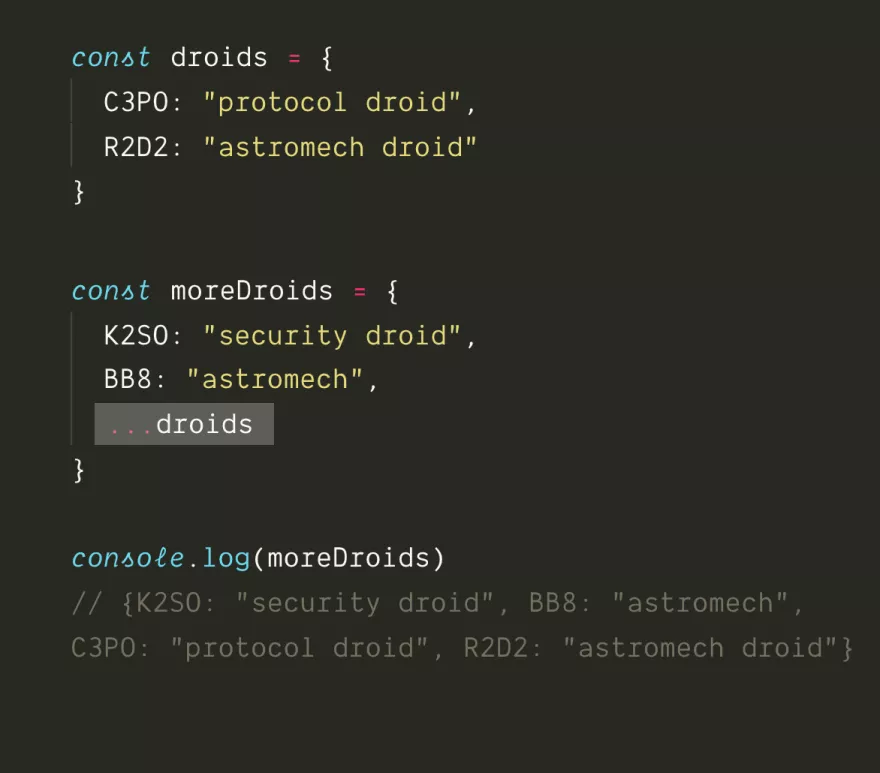 const droids = {
C3PO: "protocol droid",
R2D2: "astromech droid"
}
const moreDroids = {
K2SO: "security droid",
BB8: "astromech",
...droids
}
console.log(moreDroids)
// {K2SO: "security droid", BB8: "astromech",
C3PO: "protocol droid", R2D2: "astromech droid"}